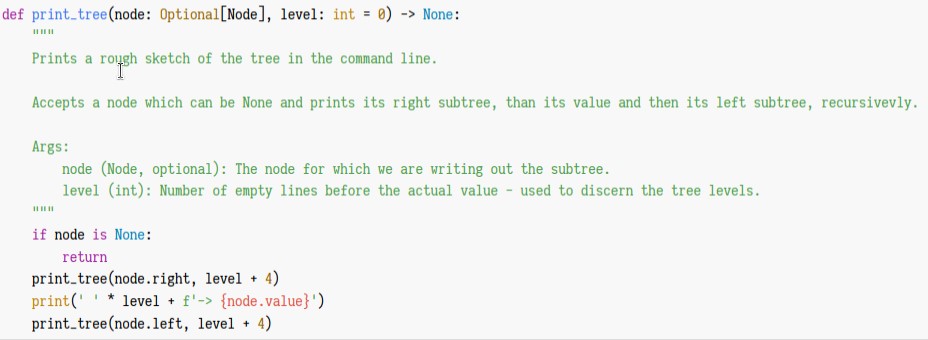 def print_tree(node: Optional[Node], level: int = 0) -> None:
    """
    Prints a rough sketch of the tree in the command line.

    Accepts a node which can be None and prints its right subtree, than its value and then its left subtree, recursivevly.

    Args:
        node (Node, optional): The node for which we are writing out the subtree.
        level (int): Number of empty lines before the actual value - used to discern the tree levels.
    """
    if node is None:
        return
    print_tree(node.right, level + 4)
    print(' ' * level + f'-> {node.value}')
    print_tree(node.left, level + 4)